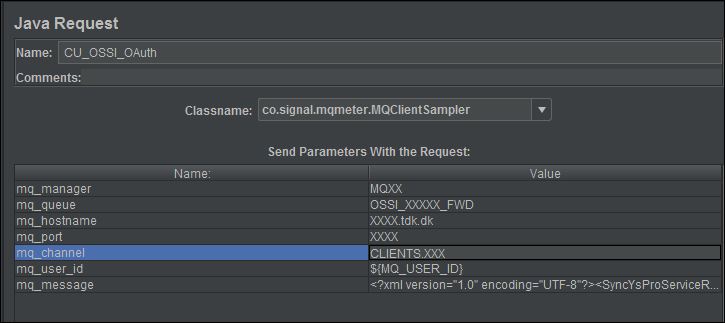 Java Request
Name: CU_OSSI_OAuth
Comments:
Classname: co.signal.mqmeter.MQClientSampler
Send Parameters With the Request:
Name: Value
mq_manager MQXX
mq_queue OSSI_XXXXX_FWD
mq_hostname XXXX.tdk.dk
mq_port XXXX
mq_channel CLIENTS.XXX
mq_user_id ${MQ_USER_ID}
mq_message <?xml version="1.0" encoding="UTF-8"?><SyncYsProServiceR...